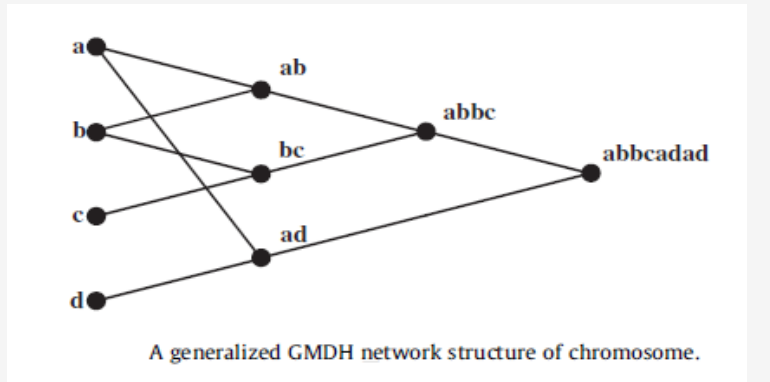 a
ab
abbc
b
bc
abbcadad
c
ad
d
A generalized GMDH network structure of chromosome.